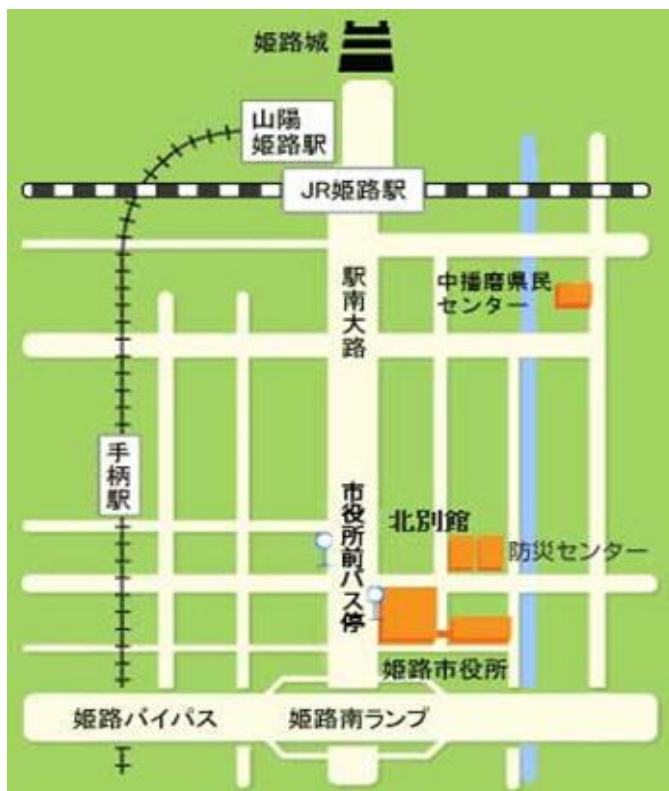 姫路城
山陽
姫路駅
JR姫路駅
駅南大路
中播磨県民
センター
手柄駅
市役所前バス停
北別館
防災センター
姫路市役所
姫路バイパス
姫路南ランプ